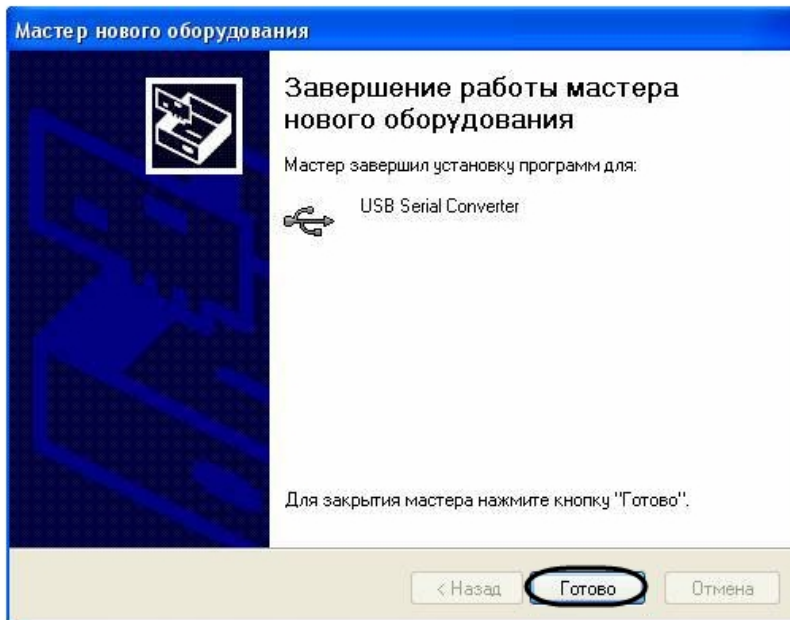 Мастер нового оборудования
Завершение работы мастера
нового оборудования
Мастер завершил установку программ для:
USB Serial Converter
Для закрытия мастера нажмите кнопку "Готово".
< Назад
Готово
Отмена